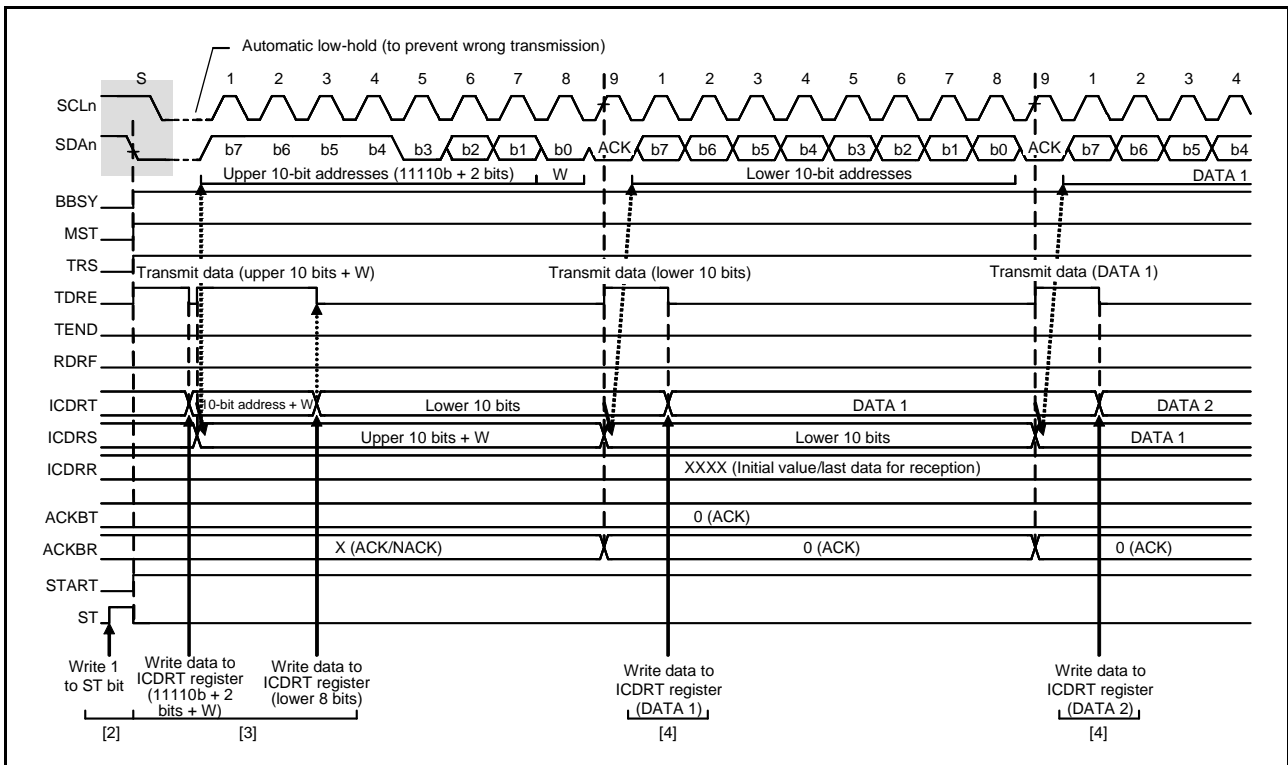 Automatic low-hold (to prevent wrong transmission)
S 1 2 3 4 5 6 7 8 9 1 2 3 4 5 6 7 8 9 1 2 3 4
SCLn
SDAn b7 b6 b5 b4 b3 b2 b1 b0 ACK b7 b6 b5 b4 b3 b2 b1 b0 ACK b7 b6 b5 b4
Upper 10-bit addresses (11110b + 2 bits) W Lower 10-bit addresses DATA 1
BBSY
MST
TRS
Transmit data (upper 10 bits + W) Transmit data (lower 10 bits) Transmit data (DATA 1)
TDRE
TEND
RDRF
ICDRT 10-bit address + W Lower 10 bits DATA 1 DATA 2
ICDRS Upper 10 bits + W Lower 10 bits DATA 1
ICDRR XXXX (Initial value/last data for reception)
ACKBT 0 (ACK)
ACKBR X (ACK/NACK) 0 (ACK) 0 (ACK)
START
ST
Write 1
to ST bit
Write data to
ICDRT register
(11110b + 2
bits + W)
Write data to
ICDRT register
(lower 8 bits)
Write data to
ICDRT register
(DATA 1)
Write data to
ICDRT register
(DATA 2)
[2] [3] [4] [4]